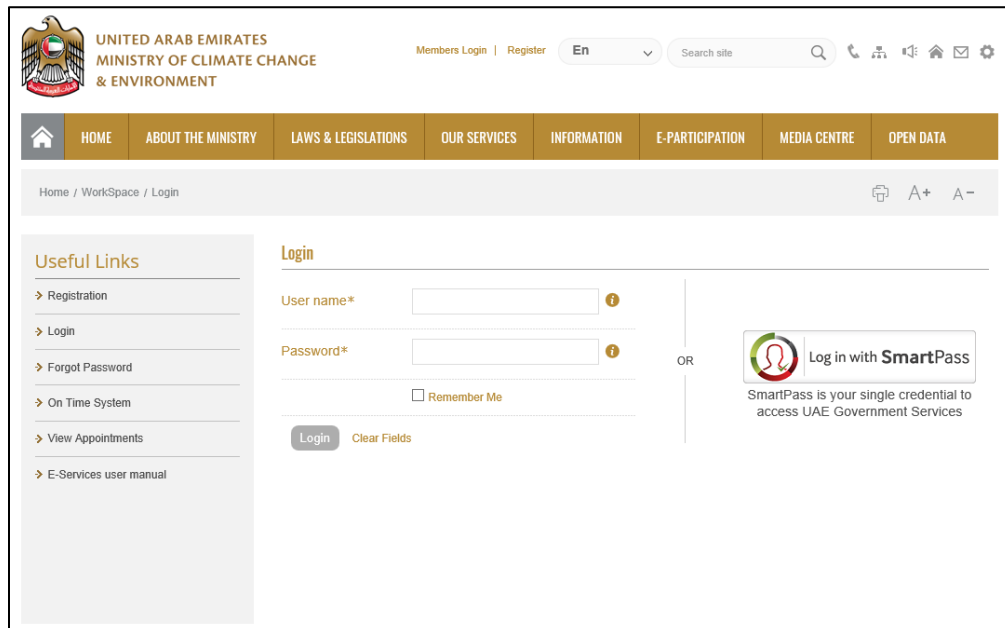 UNITED ARAB EMIRATES
MINISTRY OF CLIMATE CHANGE
& ENVIRONMENT
Members Login | Register
En
Search site
HOME
ABOUT THE MINISTRY
LAWS & LEGISLATIONS
OUR SERVICES
INFORMATION
E-PARTICIPATION
MEDIA CENTRE
OPEN DATA
Home / WorkSpace / Login
A+
A-
Useful Links
Registration
Login
Forgot Password
On Time System
View Appointments
E-Services user manual
Login
User name*
Password*
Remember Me
Login
Clear Fields
OR
Log in with SmartPass
SmartPass is your single credential to
access UAE Government Services